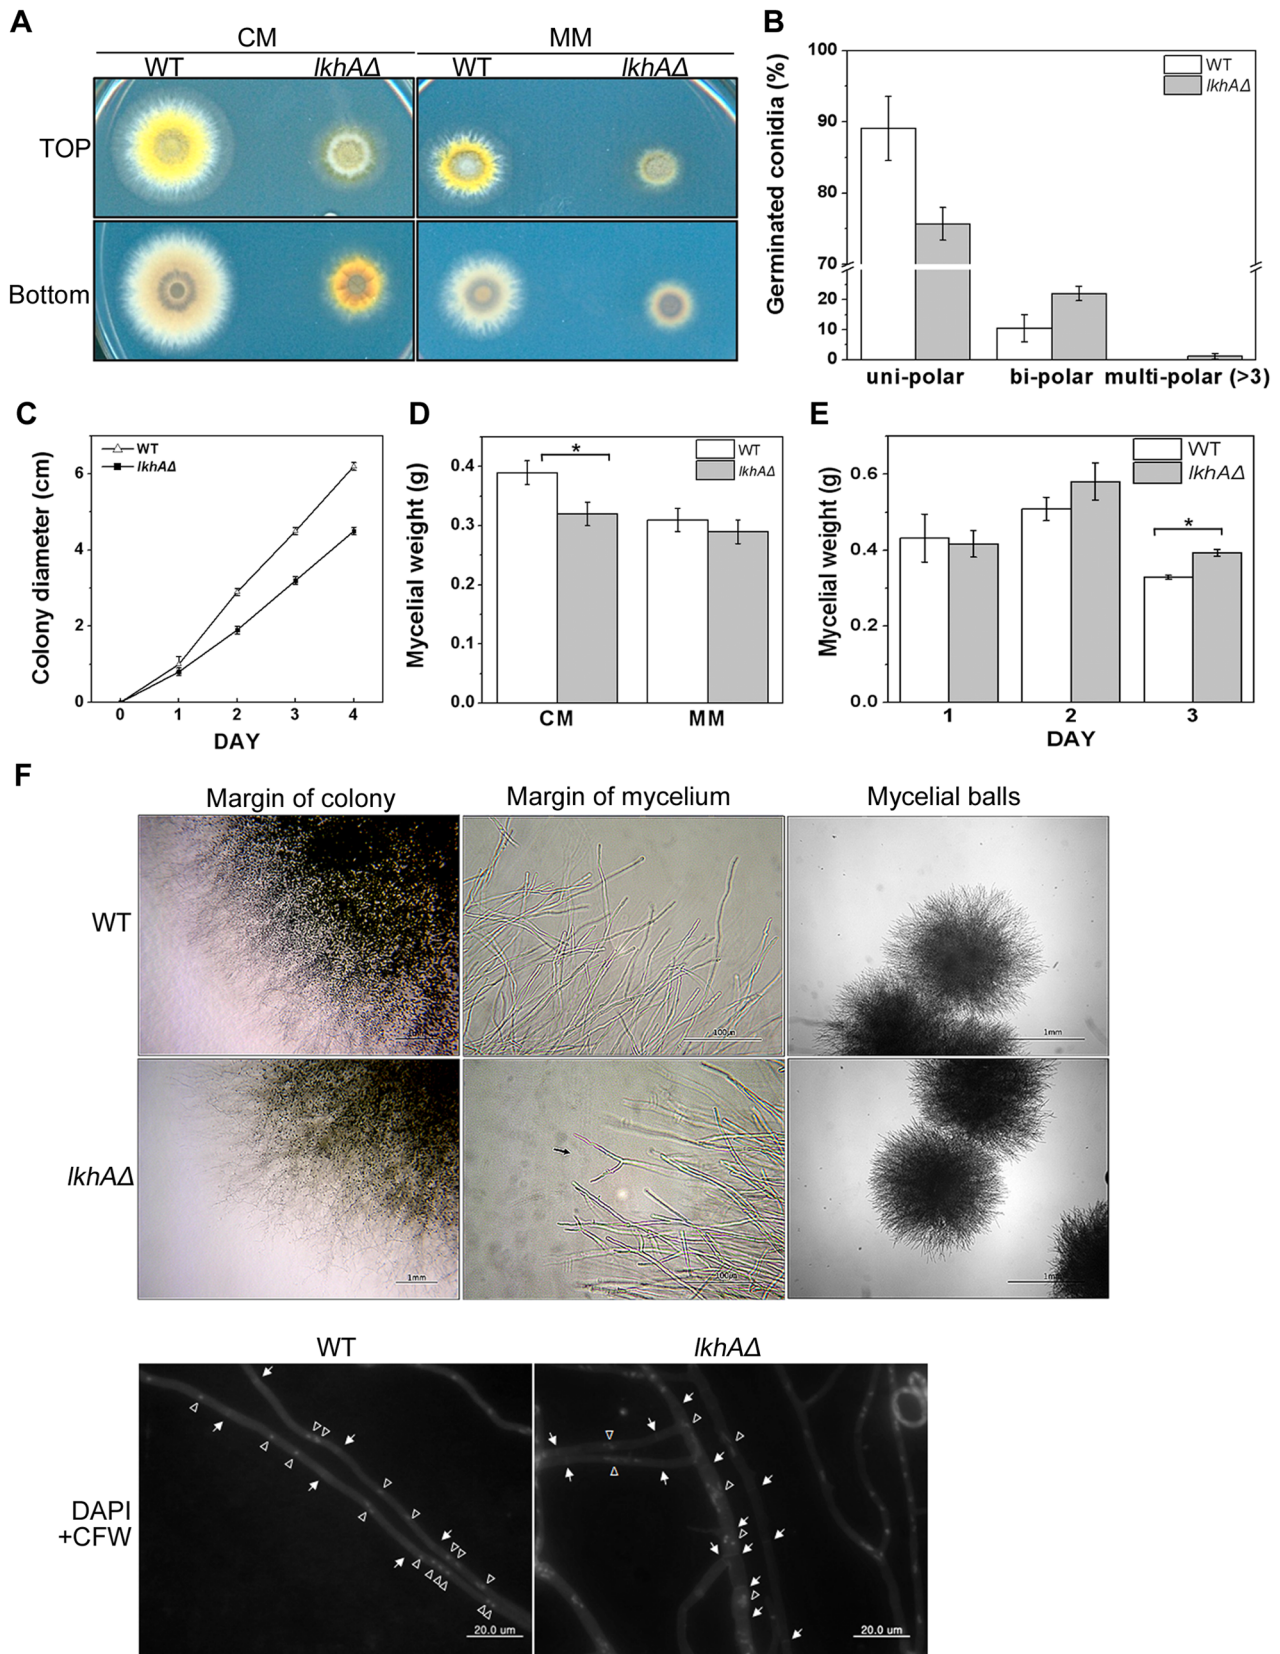 A
CM
MM
WT
lkhAΔ
WT
lkhAΔ
TOP
Bottom
B
Germinated conidia (%)
100
90
80
70
20
10
0
WT
lkhAΔ
uni-polar
bi-polar
multi-polar (>3)
C
Colony diameter (cm)
6
4
2
0
WT
lkhAΔ
0
1
2
3
4
DAY
D
Mycelial weight (g)
0.4
0.3
0.2
0.1
0.0
*
WT
lkhAΔ
CM
MM
E
Mycelial weight (g)
0.6
0.4
0.2
0.0
WT
lkhAΔ
*
1
2
3
DAY
F
Margin of colony
Margin of mycelium
Mycelial balls
WT
100μm
1mm
lkhAΔ
1mm
100μm
1mm
WT
lkhAΔ
DAPI
+CFW
20.0 um
20.0 um